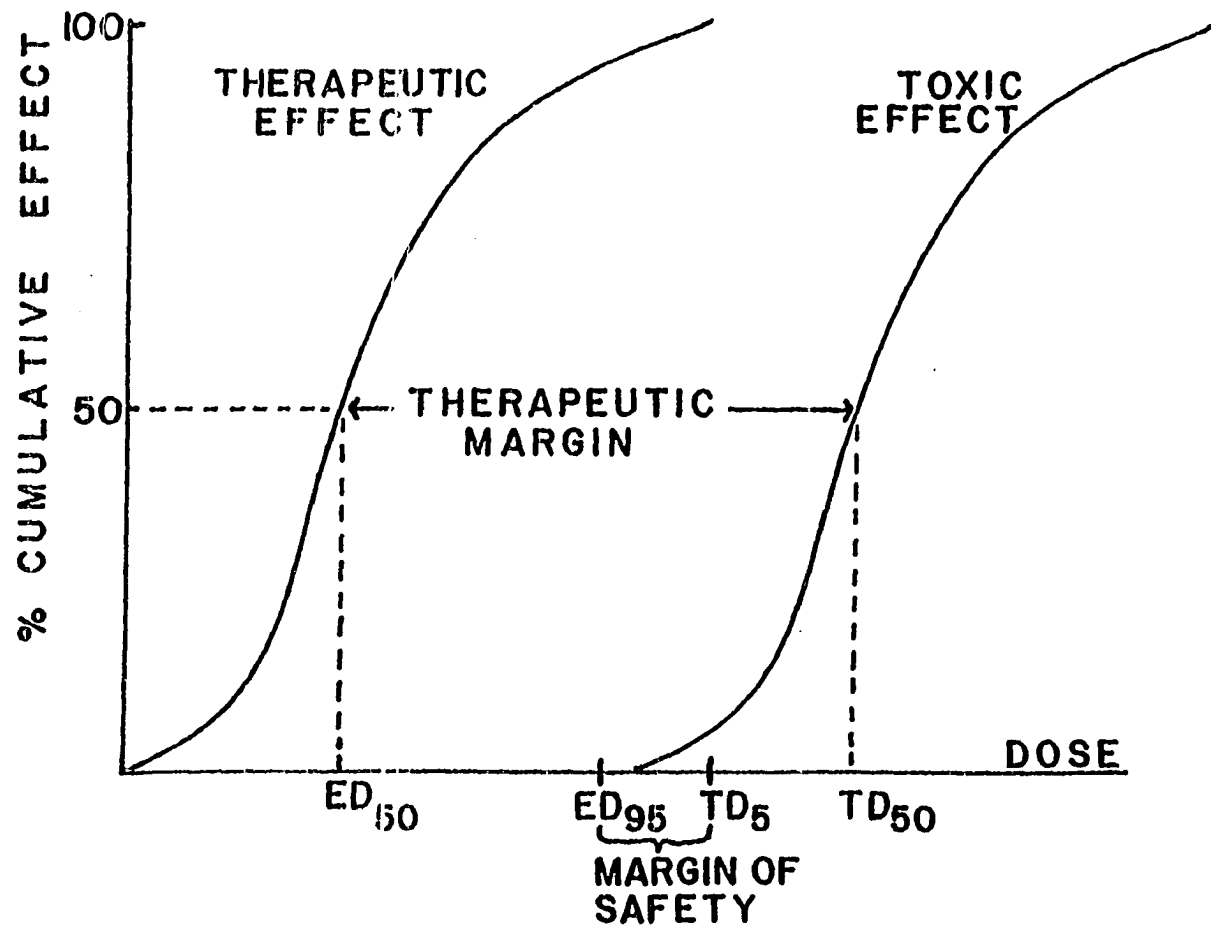 % CUMULATIVE EFFECT
100
50
THERAPEUTIC
EFFECT
TOXIC
EFFECT
THERAPEUTIC
MARGIN
DOSE
ED50
ED95
TD5
TD50
MARGIN OF
SAFETY